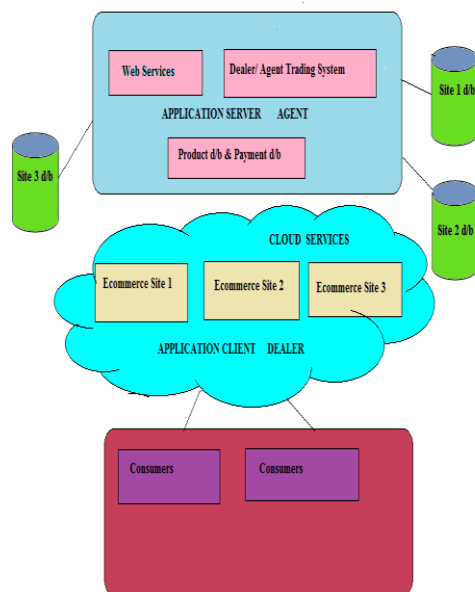 Web Services
Dealer/ Agent Trading System
Site 1 d/b
APPLICATION SERVER AGENT
Product d/b & Payment d/b
Site 3 d/b
Site 2 d/b
CLOUD SERVICES
Ecommerce Site 1
Ecommerce Site 2
Ecommerce Site 3
APPLICATION CLIENT DEALER
Consumers
Consumers